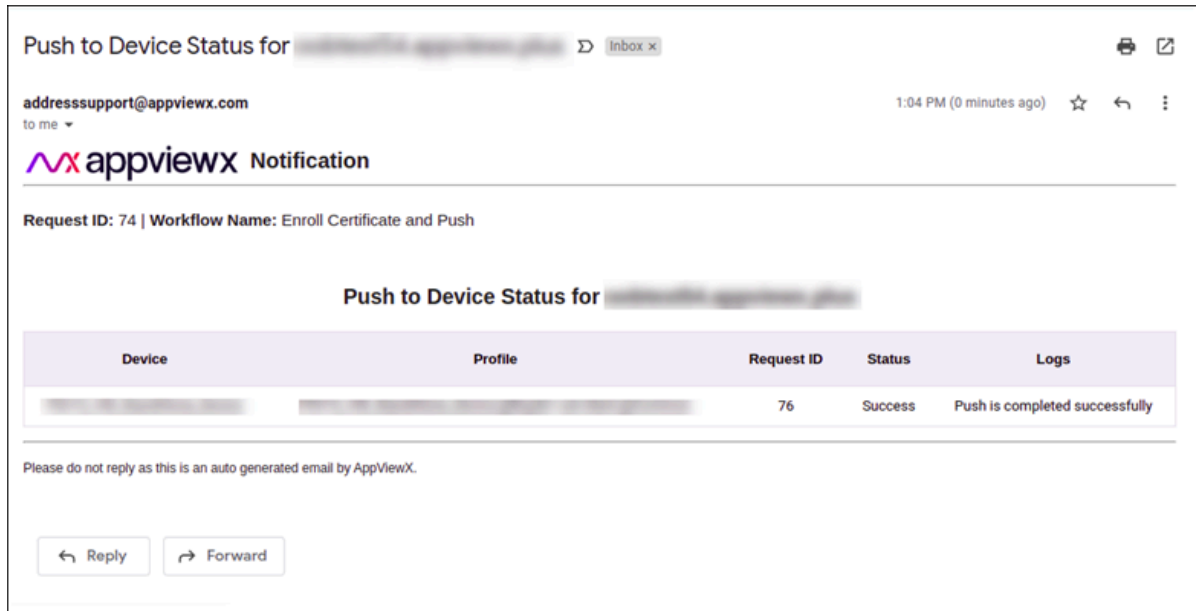 Push to Device Status for
Inbox ×
addresssupport@appviewx.com
1:04 PM (0 minutes ago)
to me
appviewx Notification
Request ID: 74 | Workflow Name: Enroll Certificate and Push
Push to Device Status for
Device Profile Request ID Status Logs
76 Success Push is completed successfully
Please do not reply as this is an auto generated email by AppViewX.
Reply Forward